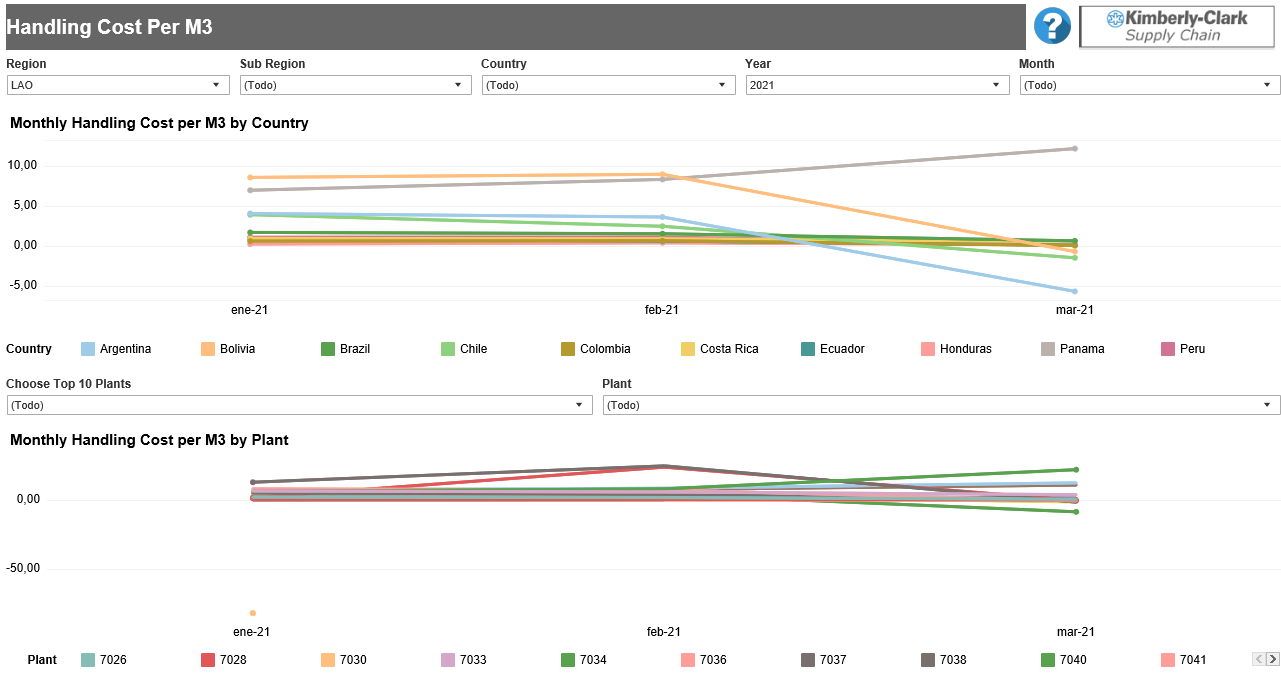 Handling Cost Per M3
?
Kimberly-Clark
Supply Chain
Region Sub Region Country Year Month
LAO (Todo) (Todo) 2021 (Todo)
Monthly Handling Cost per M3 by Country
10,00
5,00
0,00
-5,00
ene-21 feb-21 mar-21
Country Argentina Bolivia Brazil Chile Colombia Costa Rica Ecuador Honduras Panama Peru
Choose Top 10 Plants Plant
(Todo) (Todo)
Monthly Handling Cost per M3 by Plant
0,00
-50,00
ene-21 feb-21 mar-21
Plant 7026 7028 7030 7033 7034 7036 7037 7038 7040 7041